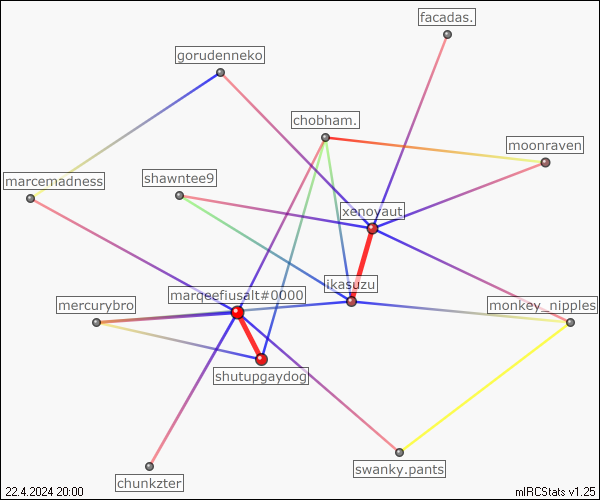 facadas.
gorudenneko
chobham.
moonraven
shawntee9
marcemadness
xenoyaut.
ikasuzu
marqeefiusalt#0000
mercurybro
monkey_nipples
shutupgaydog
swanky.pants
chunkzter
22.4.2024 20:00
mIRCStats v1.25